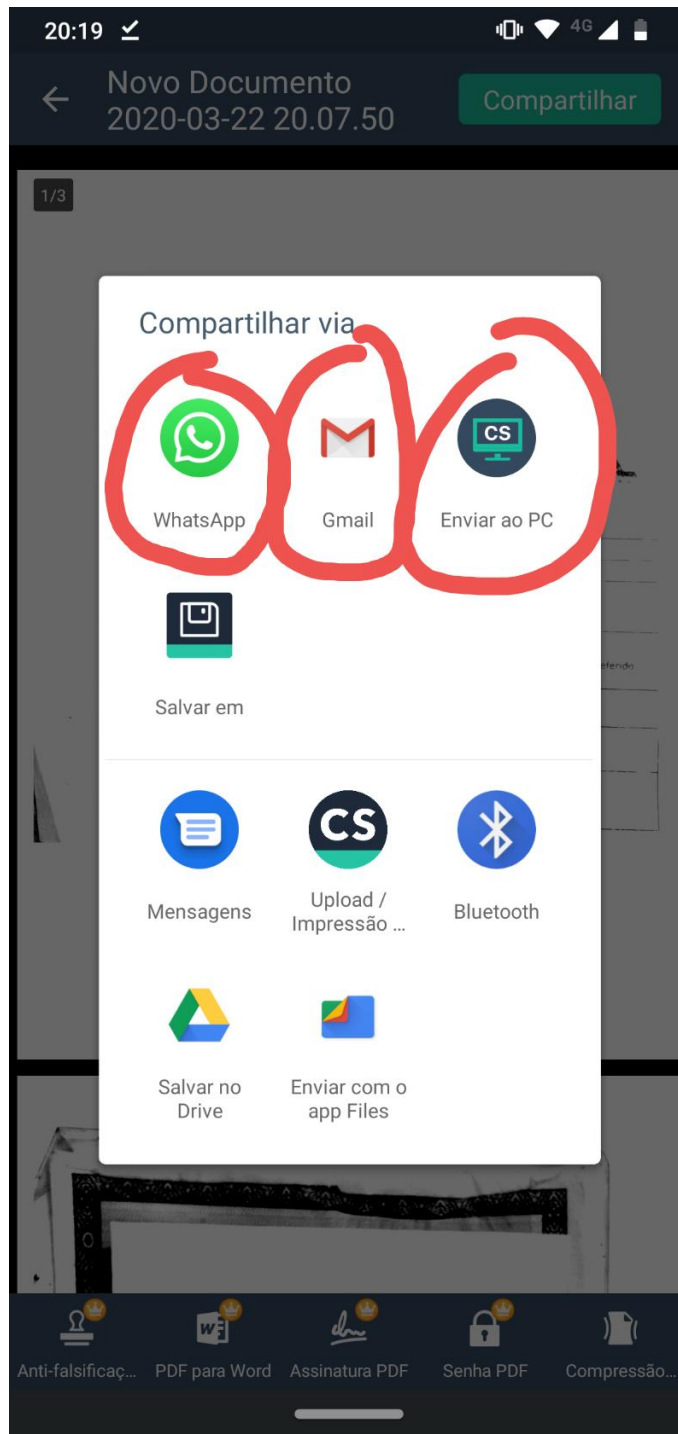 20:19
4G
Novo Documento
2020-03-22 20.07.50
Compartilhar
1/3
Compartilhar via
CS
WhatsApp
Gmail
Enviar ao PC
Salvar em
eferido
CS
Mensagens
Upload /
Impressão ...
Bluetooth
Salvar no
Drive
Enviar com o
app Files
W
Anti-falsificaç...
PDF para Word
Assinatura PDF
Senha PDF
Compressão...